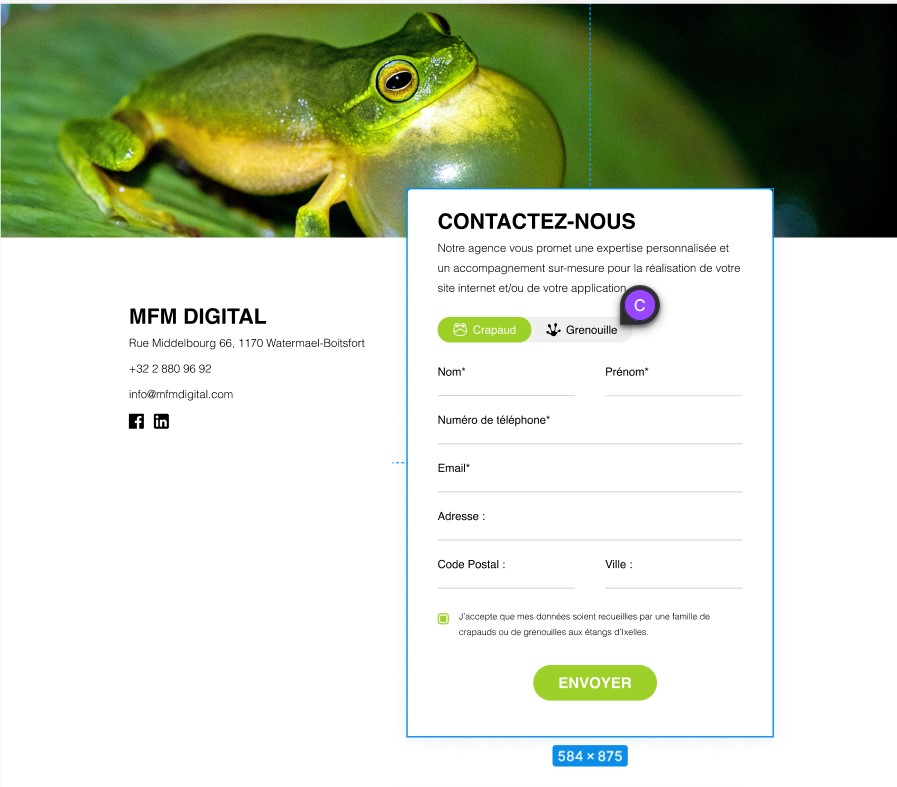 CONTACTEZ-NOUS
Notre agence vous promet une expertise personnalisée et
un accompagnement sur-mesure pour la réalisation de votre
site internet et/ou de votre application
C
Crapaud
Grenouille
MFM DIGITAL
Rue Middelbourg 66, 1170 Watermael-Boitsfort
+32 2 880 96 92
info@mfmdigital.com
Nom*
Prénom*
Numéro de téléphone*
Email*
Adresse :
Code Postal :
Ville :
J'accepte que mes données soient recueillies par une famille de
crapauds ou de grenouilles aux étangs d'Ixelles.
ENVOYER
584 × 875